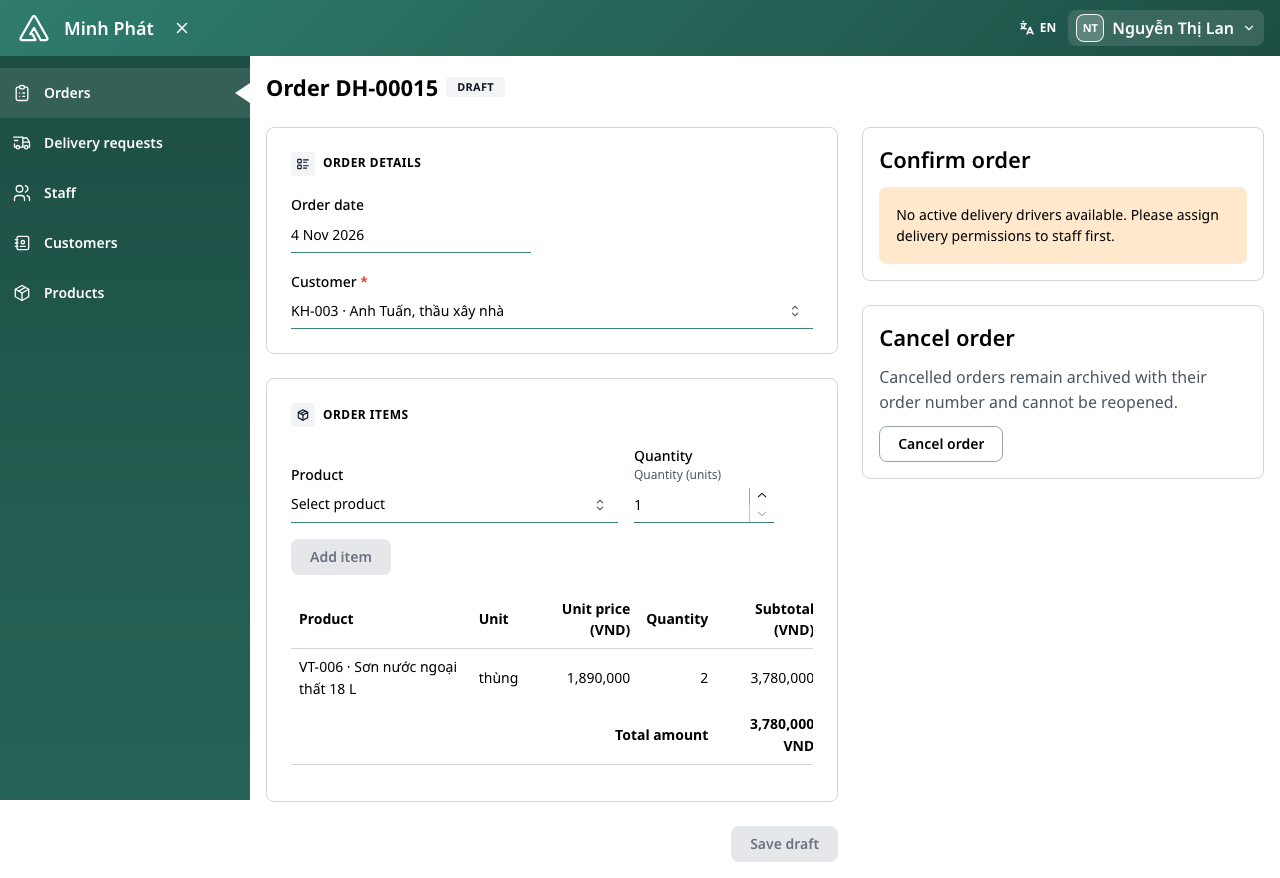 Minh Phát
EN
NT
Nguyễn Thị Lan
Orders
Delivery requests
Staff
Customers
Products
Order DH-00015
DRAFT
ORDER DETAILS
Order date
4 Nov 2026
Customer *
KH-003 · Anh Tuấn, thầu xây nhà
ORDER ITEMS
Product
Select product
Quantity
Quantity (units)
1
Add item
Product
Unit
Unit price
(VND)
Quantity
Subtotal
(VND)
VT-006 · Sơn nước ngoại
thất 18 L
thùng
1,890,000
2
3,780,000
Total amount
3,780,000
VND
Save draft
Confirm order
No active delivery drivers available. Please assign
delivery permissions to staff first.
Cancel order
Cancelled orders remain archived with their
order number and cannot be reopened.
Cancel order